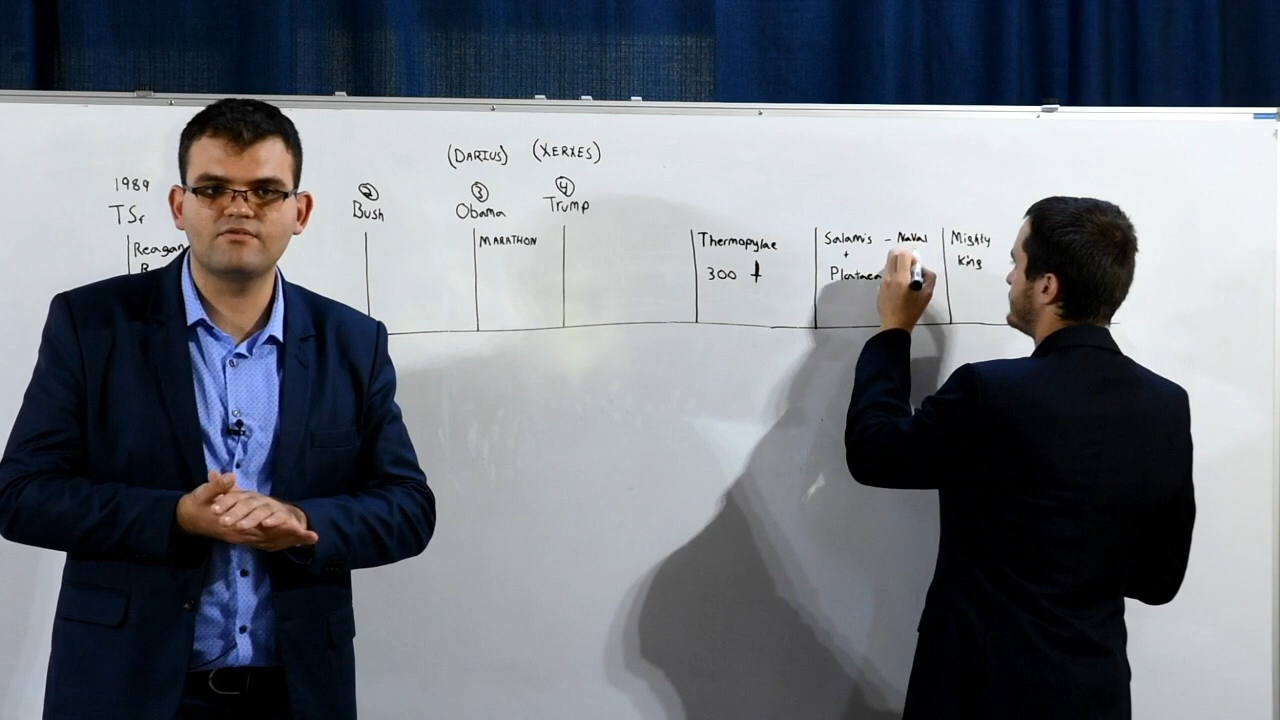 (DARIUS) (XERXES)
1989 ② ③ ④
TSr Bush Obama Trump
Reagan MARATHON Thermopylae Salamis - Naval Mighty
300 + Plataea King